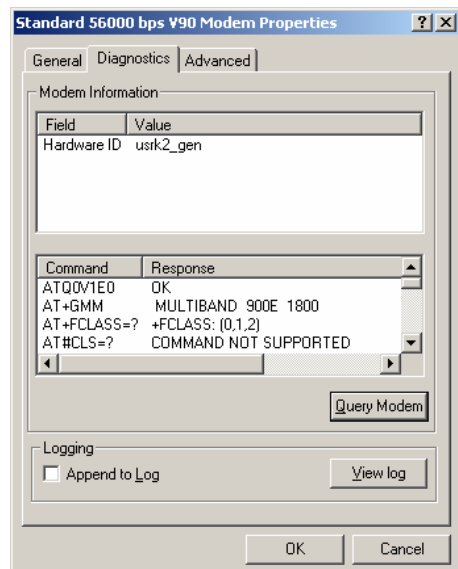 Standard 56000 bps V90 Modem Properties
General Diagnostics Advanced
Modem Information
Field Value
Hardware ID usrk2_gen
Command Response
ATQ0V1E0 OK
AT+GMM MULTIBAND 900E 1800
AT+FCLASS=? +FCLASS: (0,1,2)
AT#CLS=? COMMAND NOT SUPPORTED
Query Modem
Logging
Append to Log View log
OK Cancel